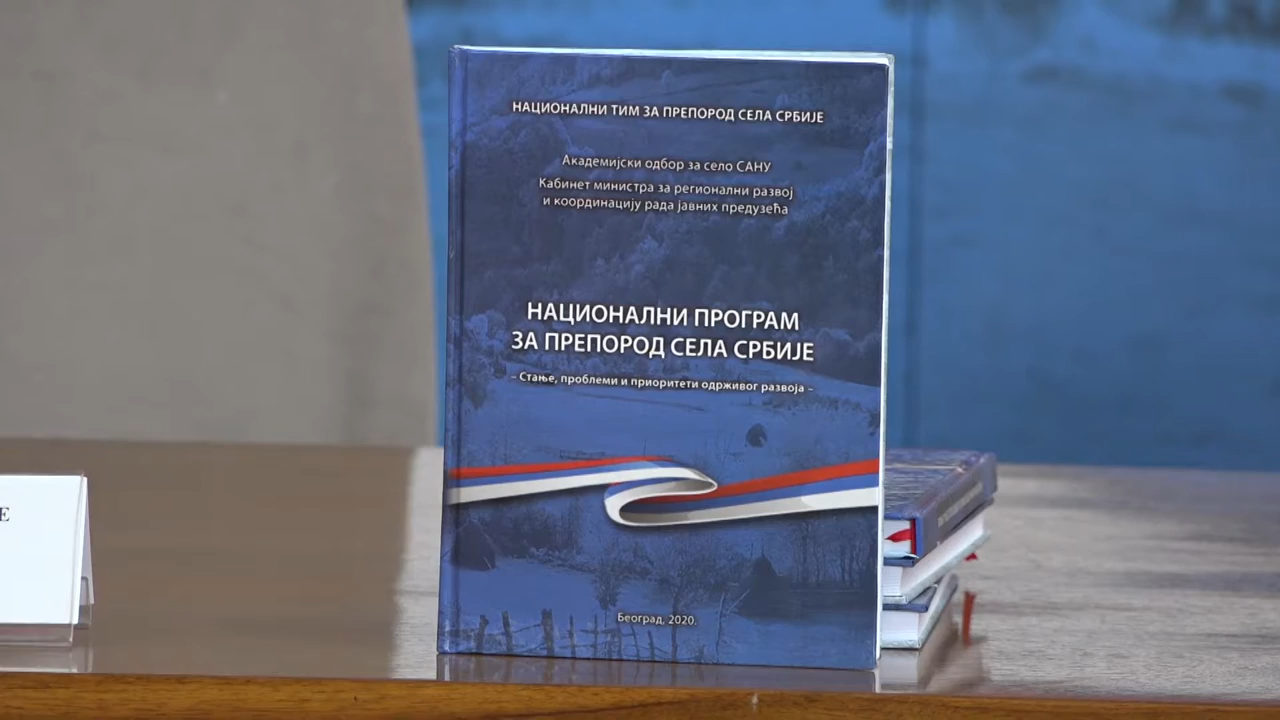 НАЦИОНАЛНИ ТИМ ЗА ПРЕПОРОД СЕЛА СРБИЈЕ
Академијски одбор за село САНУ
Кабинет министра за регионални развој
и координацију рада јавних предузећа
НАЦИОНАЛНИ ПРОГРАМ
ЗА ПРЕПОРОД СЕЛА СРБИЈЕ
– Стање, проблеми и приоритети одрживог развоја –
Београд, 2020.